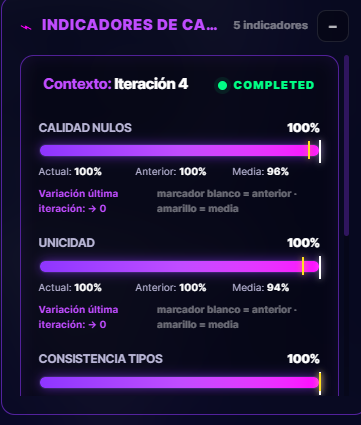 INDICADORES DE CA... 5 indicadores –
Contexto: Iteración 4 COMPLETED
CALIDAD NULOS 100%
Actual: 100% Anterior: 100% Media: 96%
Variación última marcador blanco = anterior ·
iteración: → 0 amarillo = media
UNICIDAD 100%
Actual: 100% Anterior: 100% Media: 94%
Variación última marcador blanco = anterior ·
iteración: → 0 amarillo = media
CONSISTENCIA TIPOS 100%